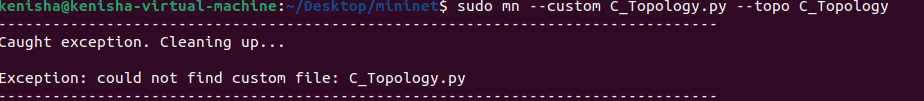 kenisha@kenisha-virtual-machine:~/Desktop/mininet$ sudo mn --custom C_Topology.py --topo C_Topology
--------------------------------------------------------------------------------
Caught exception. Cleaning up...

Exception: could not find custom file: C_Topology.py
--------------------------------------------------------------------------------